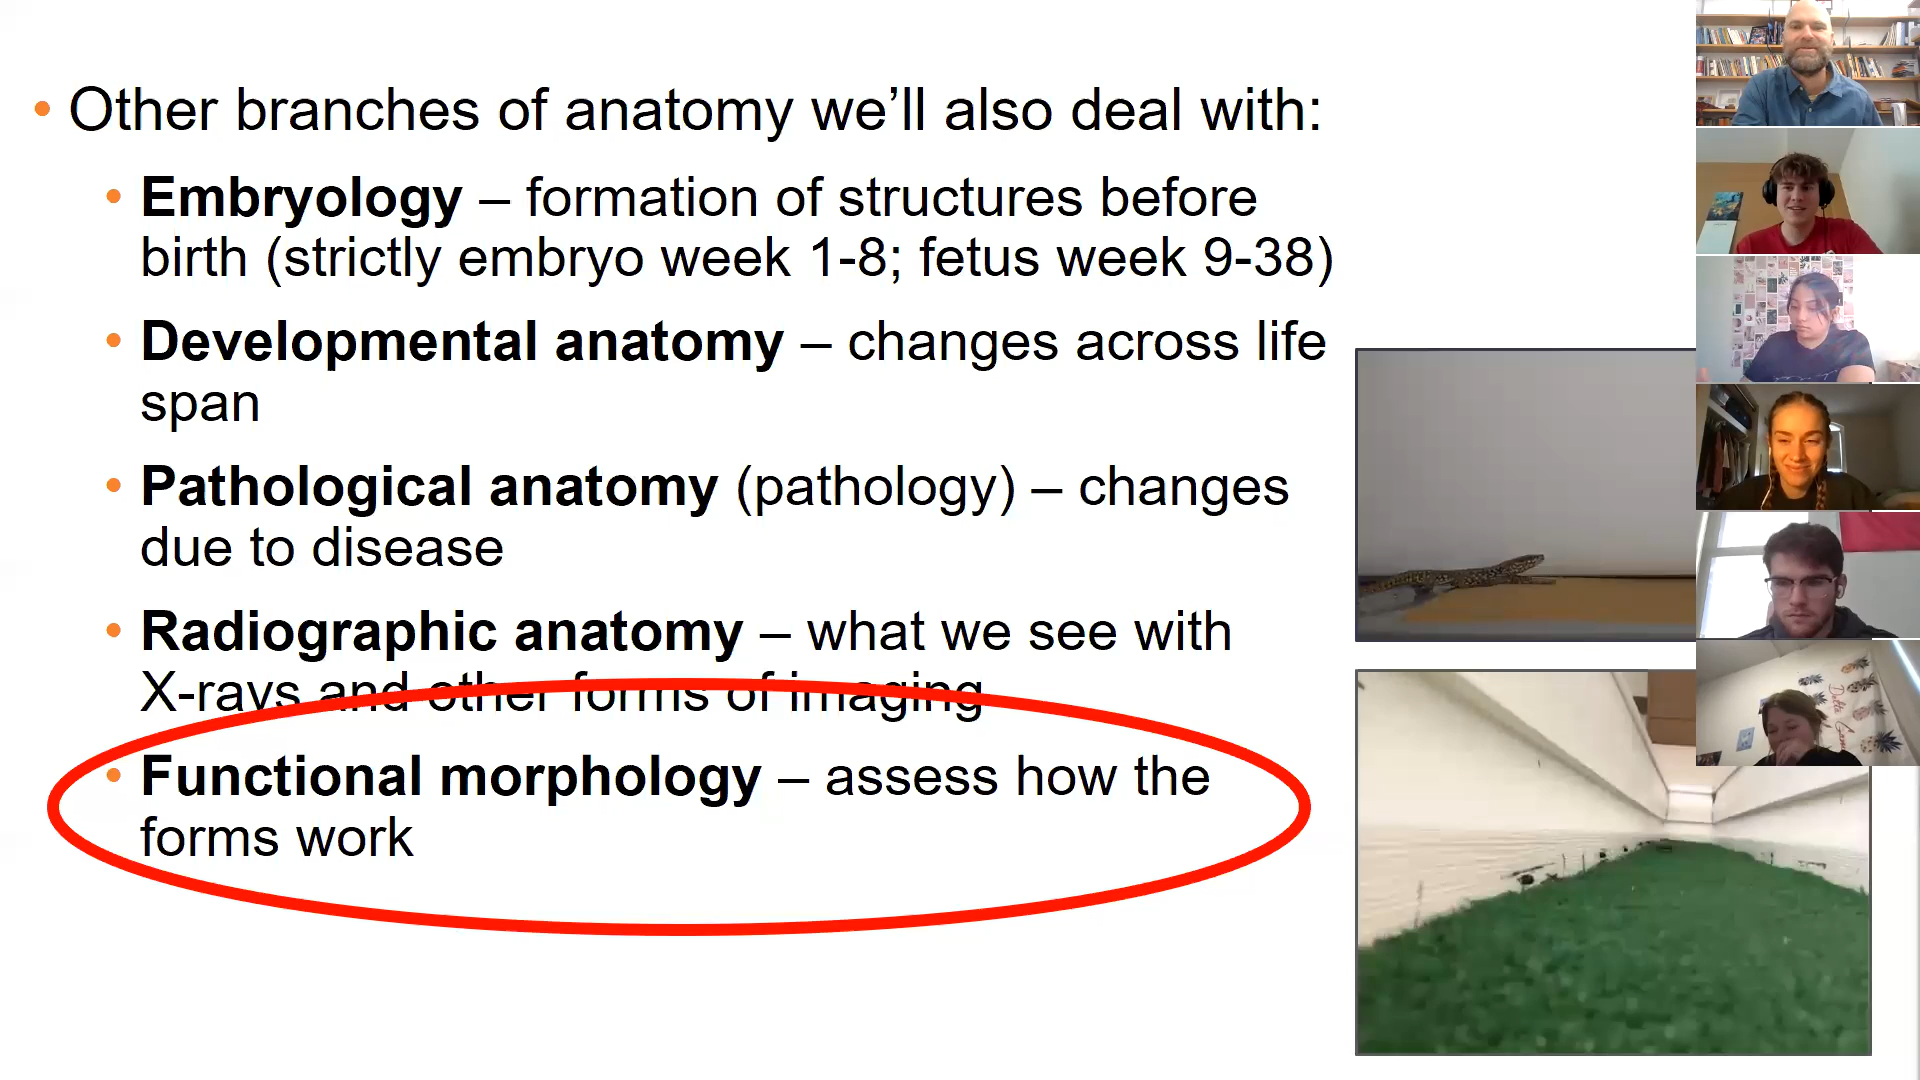 • Other branches of anatomy we’ll also deal with:
• Embryology – formation of structures before
birth (strictly embryo week 1-8; fetus week 9-38)
• Developmental anatomy – changes across life
span
• Pathological anatomy (pathology) – changes
due to disease
• Radiographic anatomy – what we see with
X-rays and other forms of imaging
• Functional morphology – assess how the
forms work